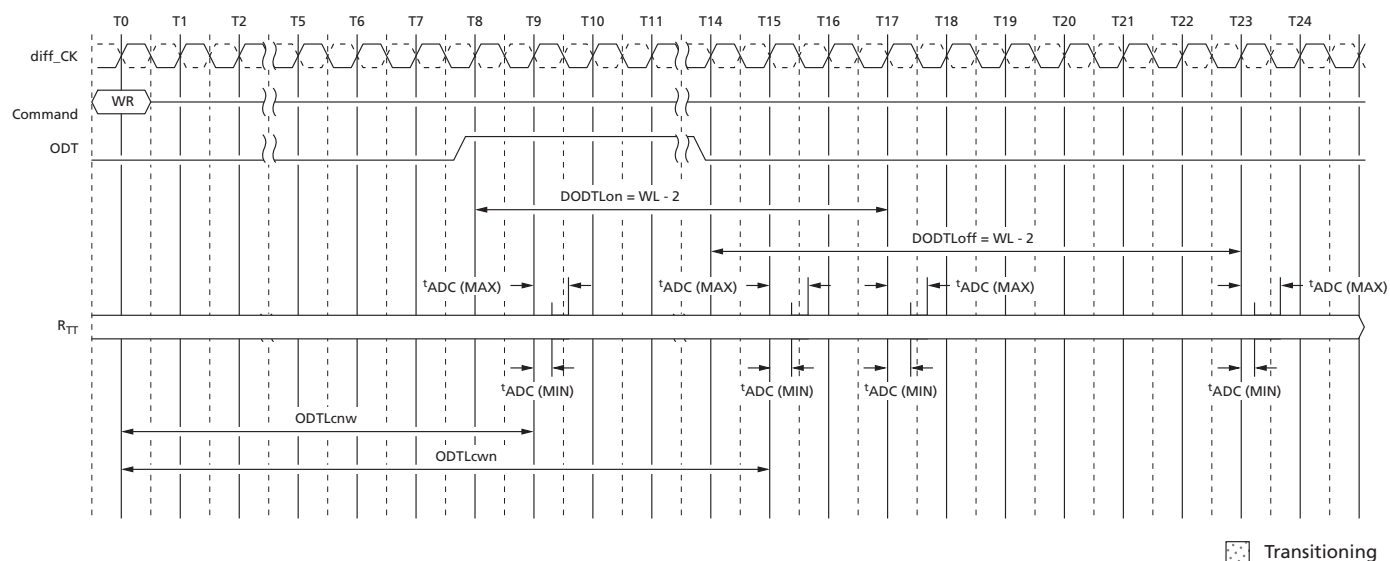 T0 T1 T2 T5 T6 T7 T8 T9 T10 T11 T14 T15 T16 T17 T18 T19 T20 T21 T22 T23 T24
diff_CK
WR
Command
ODT
DODTLon = WL - 2
DODTLoff = WL - 2
tADC (MAX) tADC (MAX) tADC (MAX) tADC (MAX)
RTT
tADC (MIN) tADC (MIN) tADC (MIN) tADC (MIN)
ODTLcnw
ODTLcwn
Transitioning